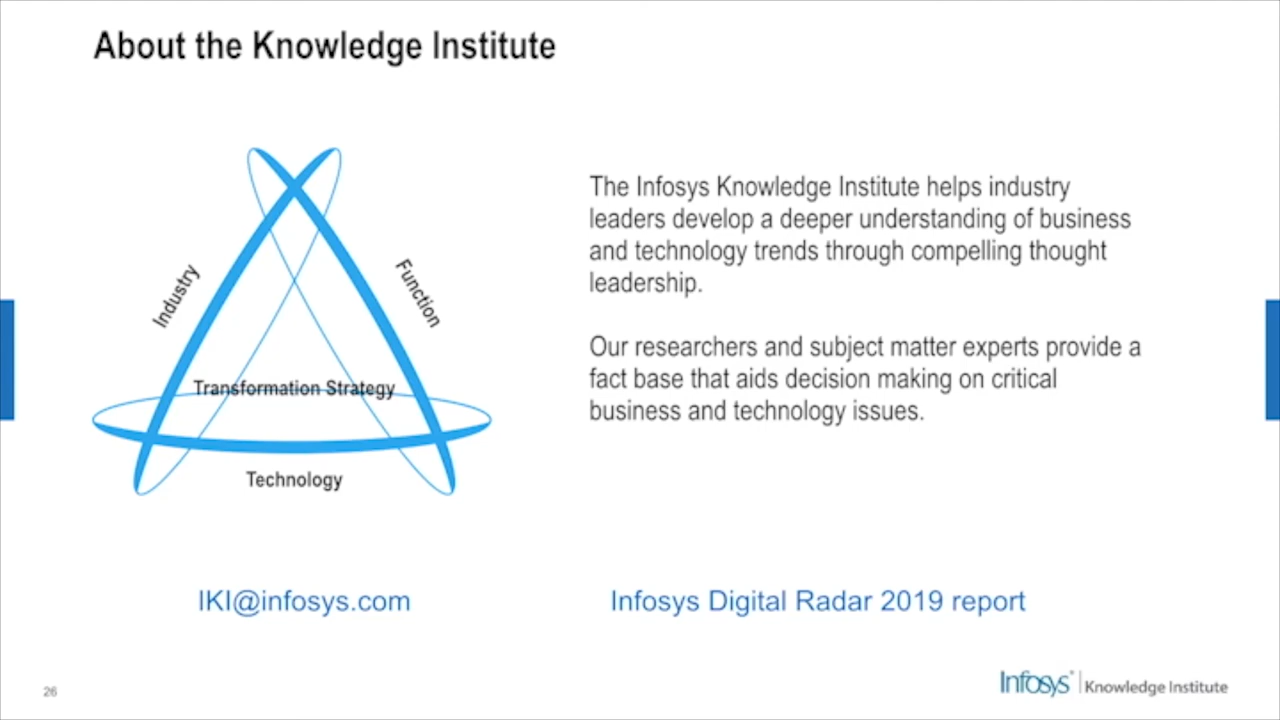 About the Knowledge Institute
Industry
Function
Transformation Strategy
Technology
The Infosys Knowledge Institute helps industry
leaders develop a deeper understanding of business
and technology trends through compelling thought
leadership.
Our researchers and subject matter experts provide a
fact base that aids decision making on critical
business and technology issues.
IKI@infosys.com
Infosys Digital Radar 2019 report
26
Infosys® | Knowledge Institute